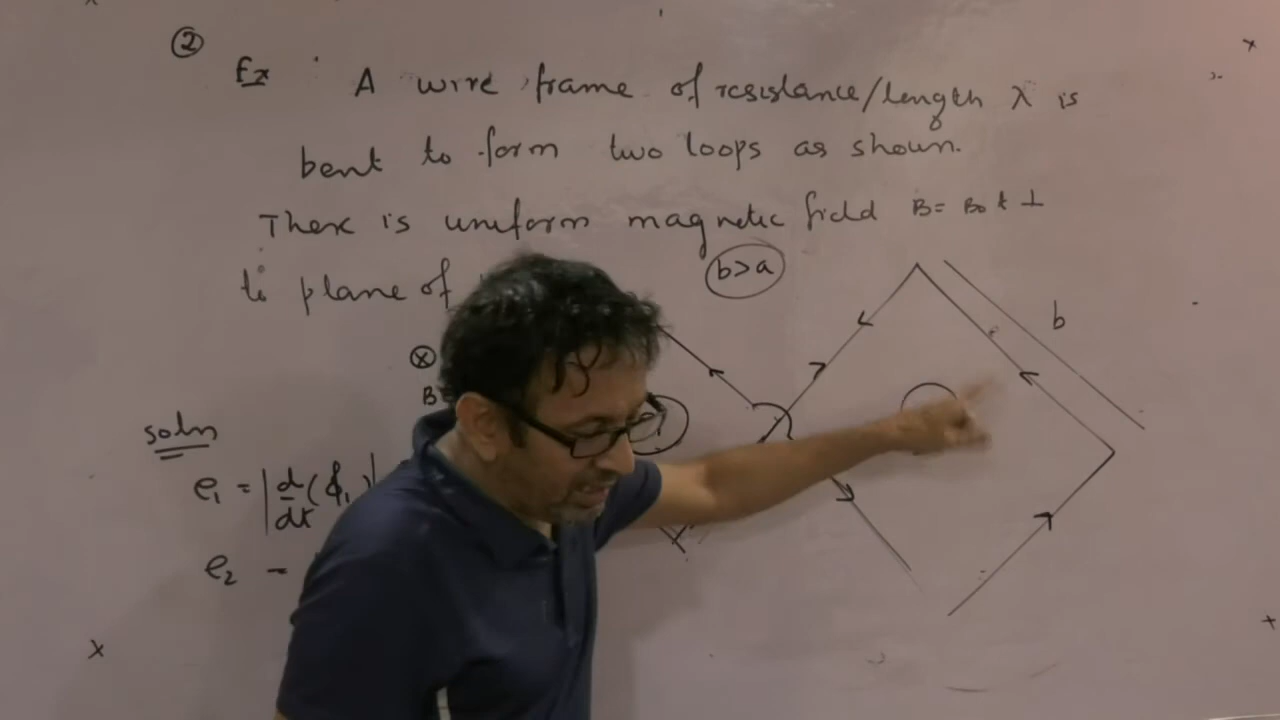 ②
Ex : A wire frame of resistance/length λ is
bent to form two loops as shown.
There is uniform magnetic field B = B₀ t ⊥
to plane of
b>a
b
⊗
B=
soln
e₁ = |d/dt (ϕ₁)|
e₂ =